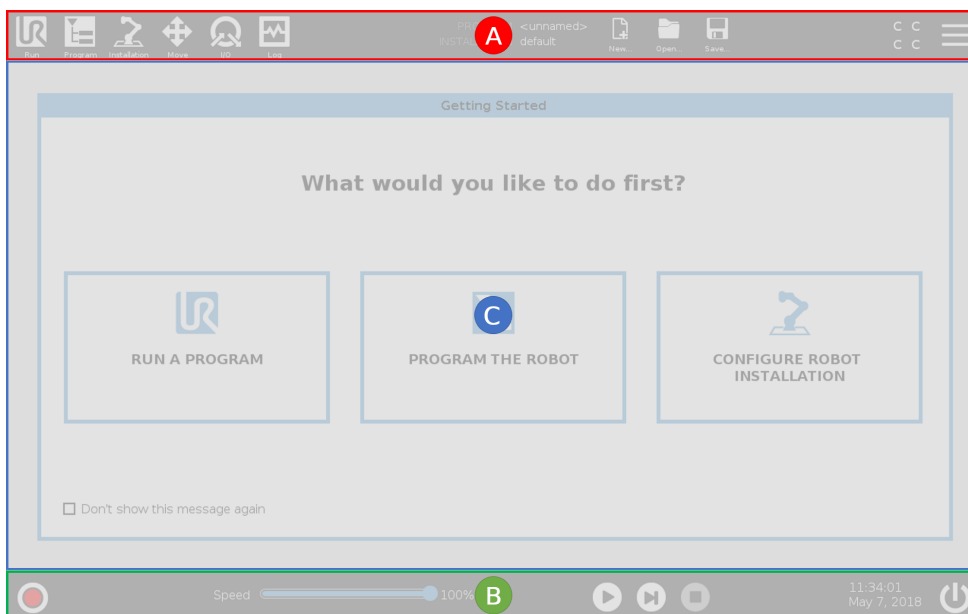 PR
<unnamed>
INSTAL
A
default
C C
C C
Run
Program
Installation
Move
I/O
Log
New...
Open...
Save...
Getting Started
What would you like to do first?
C
RUN A PROGRAM
PROGRAM THE ROBOT
CONFIGURE ROBOT
INSTALLATION
Don't show this message again
Speed
100%
B
11:34:01
May 7, 2018